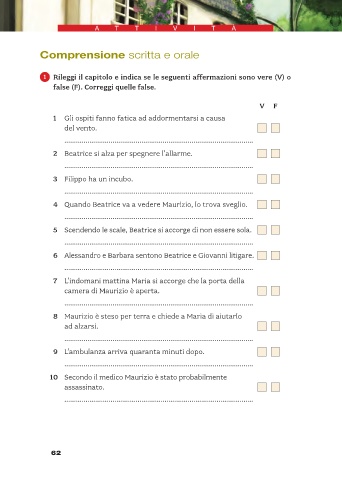 ATTIVITÀ
Comprensione scritta e orale
1 Rileggi il capitolo e indica se le seguenti affermazioni sono vere (V) o
false (F). Correggi quelle false.
V F
1 Gli ospiti fanno fatica ad addormentarsi a causa
del vento.
2 Beatrice si alza per spegnere l'allarme.
3 Filippo ha un incubo.
4 Quando Beatrice va a vedere Maurizio, lo trova sveglio.
5 Scendendo le scale, Beatrice si accorge di non essere sola.
6 Alessandro e Barbara sentono Beatrice e Giovanni litigare.
7 L'indomani mattina Maria si accorge che la porta della
camera di Maurizio è aperta.
8 Maurizio è steso per terra e chiede a Maria di aiutarlo
ad alzarsi.
9 L'ambulanza arriva quaranta minuti dopo.
10 Secondo il medico Maurizio è stato probabilmente
assassinato.
62